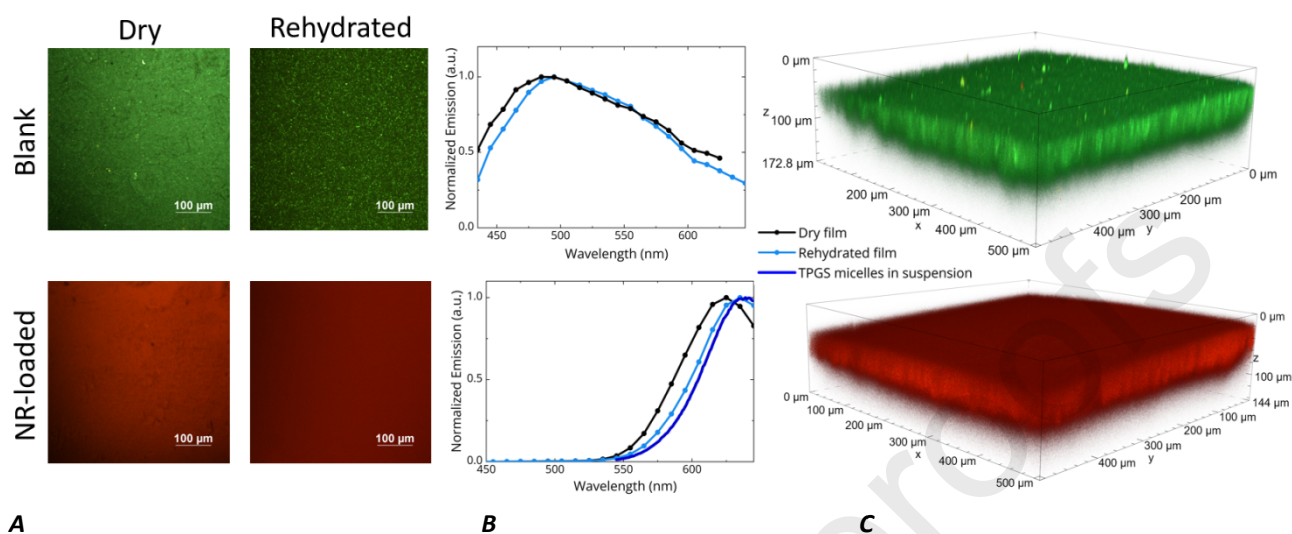 Dry
Rehydrated
Blank
100 µm
100 µm
NR-loaded
100 µm
100 µm
Normalized Emission (a.u.)
1.0
0.5
0.0
450 500 550 600
Wavelength (nm)
Dry film
Rehydrated film
TPGS micelles in suspension
Normalized Emission (a.u.)
1.0
0.5
0.0
450 500 550 600
Wavelength (nm)
0 µm
z
100 µm
172.8 µm
200 µm
300 µm
x
400 µm
500 µm
400 µm
y
300 µm
200 µm
0 µm
0 µm
z
100 µm
144 µm
0 µm
100 µm
200 µm
300 µm
x
400 µm
500 µm
400 µm
y
300 µm
200 µm
100 µm
A
B
C
roofs